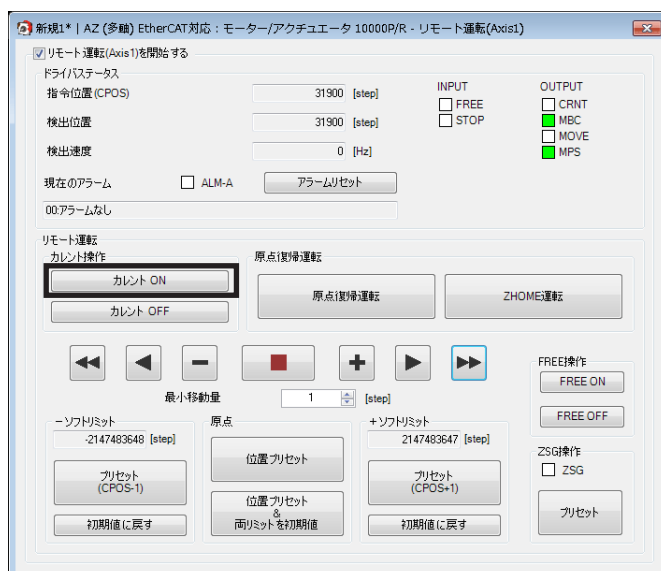 新規1* | AZ (多軸) EtherCAT対応：モーター/アクチュエータ 10000P/R - リモート運転(Axis1)
リモート運転(Axis1)を開始する
ドライバステータス
指令位置(CPOS) 31900 [step]
検出位置 31900 [step]
検出速度 0 [Hz]
INPUT
FREE
STOP
OUTPUT
CRNT
MBC
MOVE
MPS
現在のアラーム ALM-A アラームリセット
00:アラームなし
リモート運転
カレント操作
カレント ON
カレント OFF
原点復帰運転
原点復帰運転 ZHOME運転
最小移動量 1 [step]
FREE操作
FREE ON
FREE OFF
－ソフトリミット
-2147483648 [step]
プリセット
(CPOS-1)
初期値に戻す
原点
位置プリセット
位置プリセット
&
両リミットを初期値
＋ソフトリミット
2147483647 [step]
プリセット
(CPOS+1)
初期値に戻す
ZSG操作
ZSG
プリセット